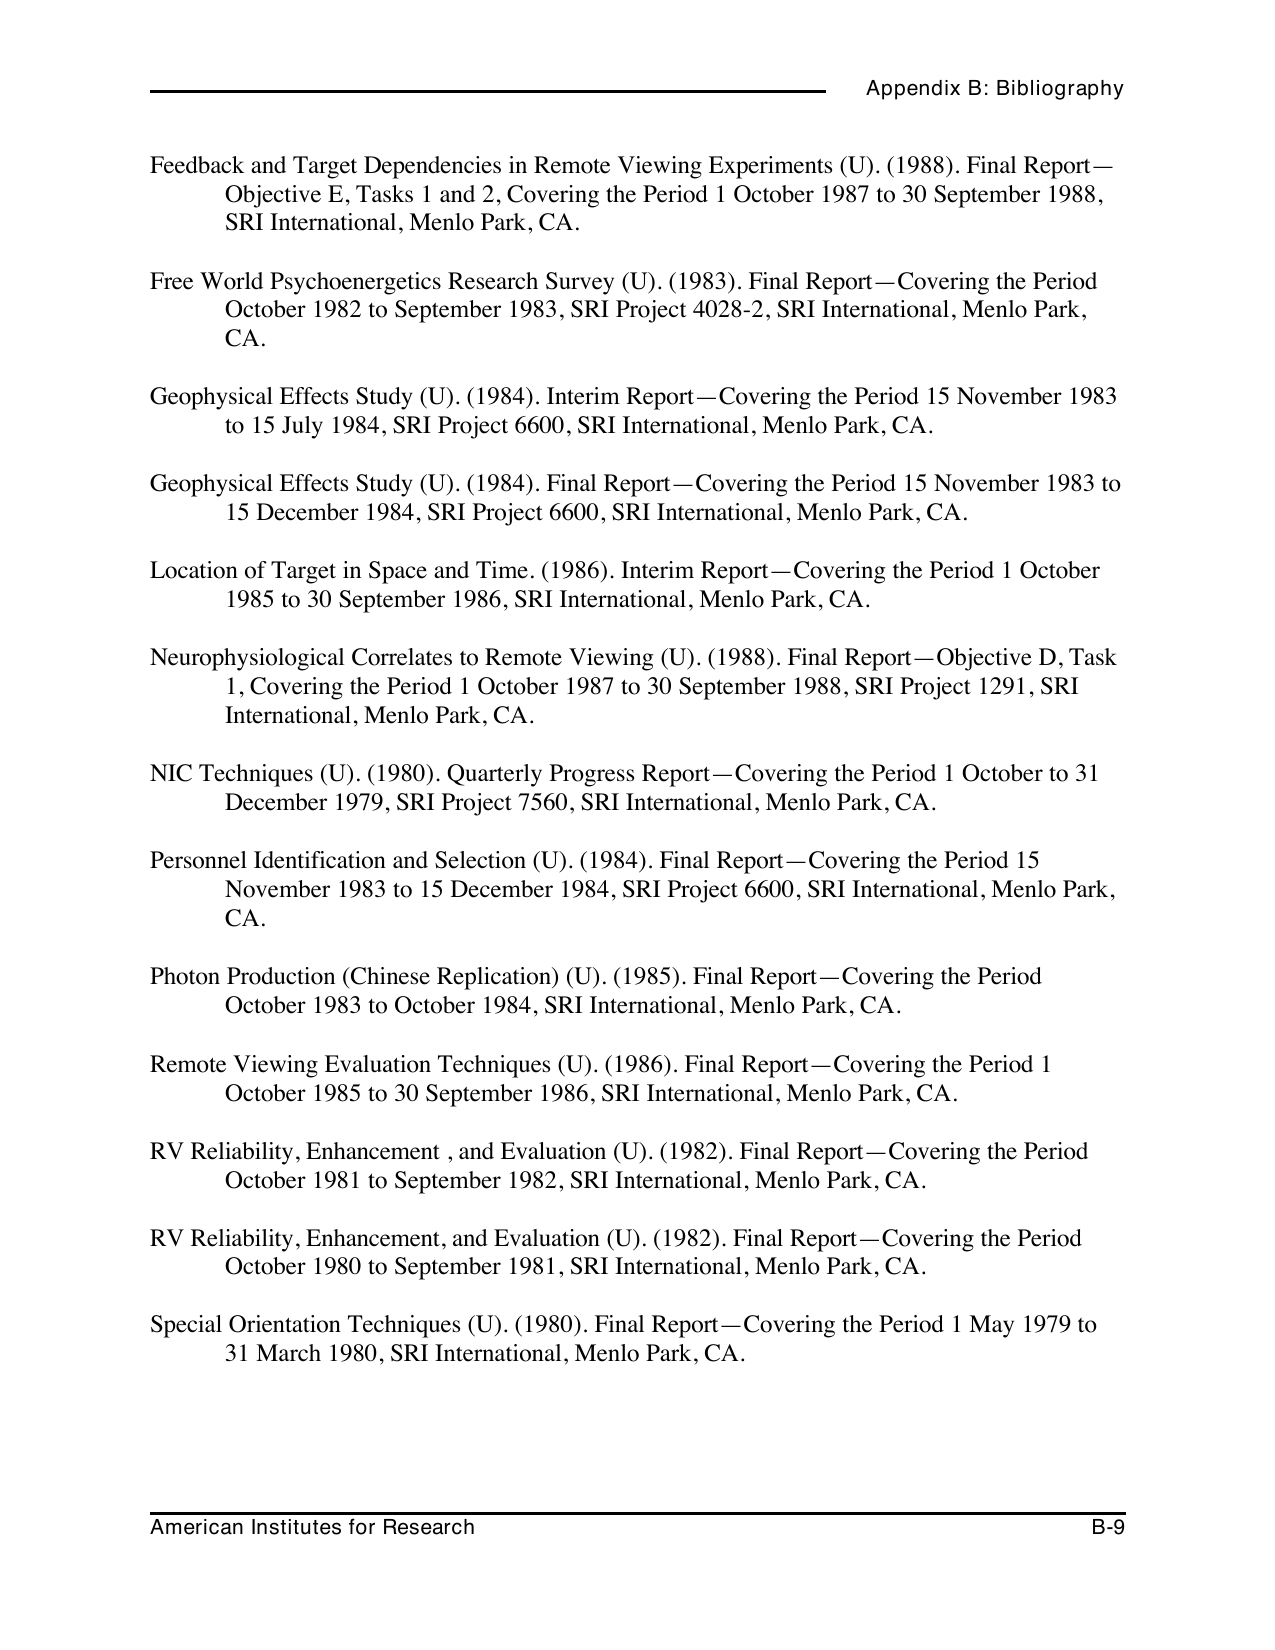 Appendix B: Bibliography
Feedback and Target Dependencies in Remote Viewing Experiments (U). (1988). Final Report—
Objective E, Tasks 1 and 2, Covering the Period 1 October 1987 to 30 September 1988,
SRI International, Menlo Park, CA.
Free World Psychoenergetics Research Survey (U). (1983). Final Report—Covering the Period
October 1982 to September 1983, SRI Project 4028-2, SRI International, Menlo Park,
CA.
Geophysical Effects Study (U). (1984). Interim Report—Covering the Period 15 November 1983
to 15 July 1984, SRI Project 6600, SRI International, Menlo Park, CA.
Geophysical Effects Study (U). (1984). Final Report—Covering the Period 15 November 1983 to
15 December 1984, SRI Project 6600, SRI International, Menlo Park, CA.
Location of Target in Space and Time. (1986). Interim Report—Covering the Period 1 October
1985 to 30 September 1986, SRI International, Menlo Park, CA.
Neurophysiological Correlates to Remote Viewing (U). (1988). Final Report—Objective D, Task
1, Covering the Period 1 October 1987 to 30 September 1988, SRI Project 1291, SRI
International, Menlo Park, CA.
NIC Techniques (U). (1980). Quarterly Progress Report—Covering the Period 1 October to 31
December 1979, SRI Project 7560, SRI International, Menlo Park, CA.
Personnel Identification and Selection (U). (1984). Final Report—Covering the Period 15
November 1983 to 15 December 1984, SRI Project 6600, SRI International, Menlo Park,
CA.
Photon Production (Chinese Replication) (U). (1985). Final Report—Covering the Period
October 1983 to October 1984, SRI International, Menlo Park, CA.
Remote Viewing Evaluation Techniques (U). (1986). Final Report—Covering the Period 1
October 1985 to 30 September 1986, SRI International, Menlo Park, CA.
RV Reliability, Enhancement , and Evaluation (U). (1982). Final Report—Covering the Period
October 1981 to September 1982, SRI International, Menlo Park, CA.
RV Reliability, Enhancement, and Evaluation (U). (1982). Final Report—Covering the Period
October 1980 to September 1981, SRI International, Menlo Park, CA.
Special Orientation Techniques (U). (1980). Final Report—Covering the Period 1 May 1979 to
31 March 1980, SRI International, Menlo Park, CA.
American Institutes for Research B-9